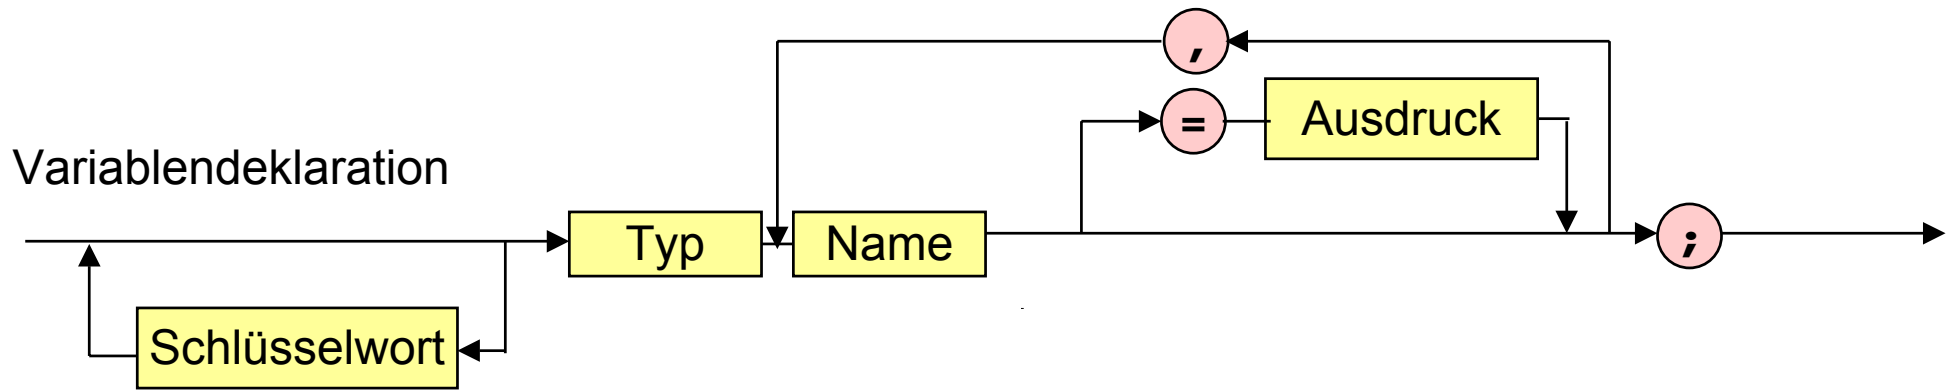 ,
= Ausdruck
Variablendeklaration
Typ Name ;
Schlüsselwort